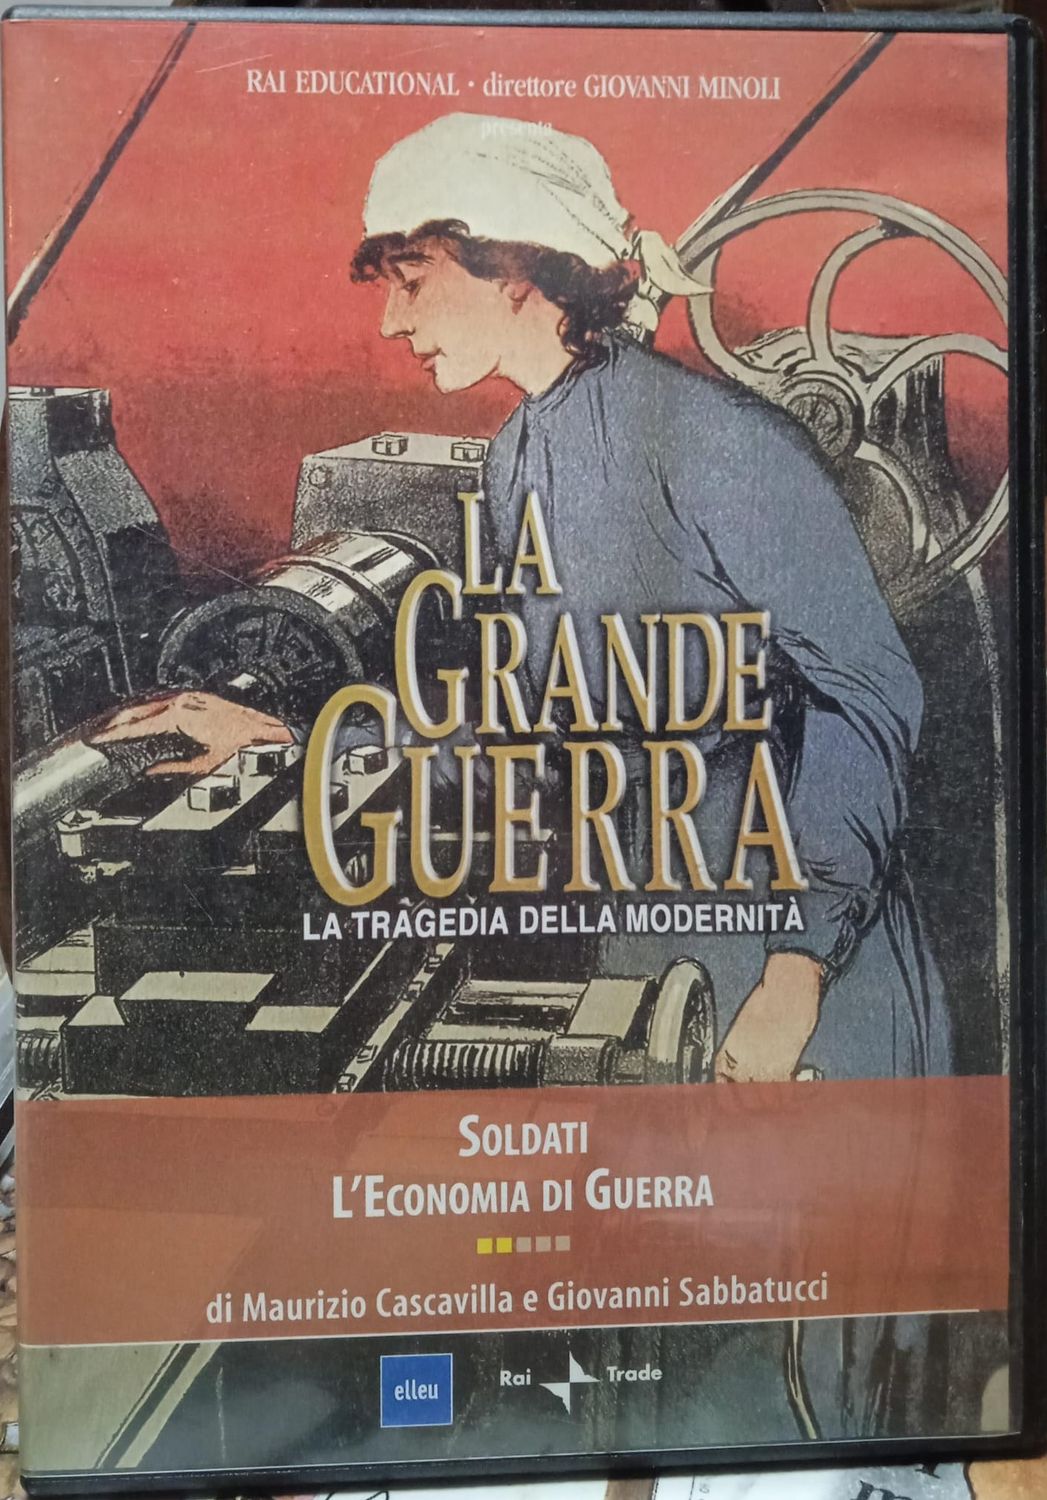 RAI EDUCATIONAL · direttore GIOVANNI MINOLI
presenta
LA
GRANDE
GUERRA
LA TRAGEDIA DELLA MODERNITÀ
SOLDATI
L'ECONOMIA DI GUERRA
di Maurizio Cascavilla e Giovanni Sabbatucci
elleu
Rai Trade